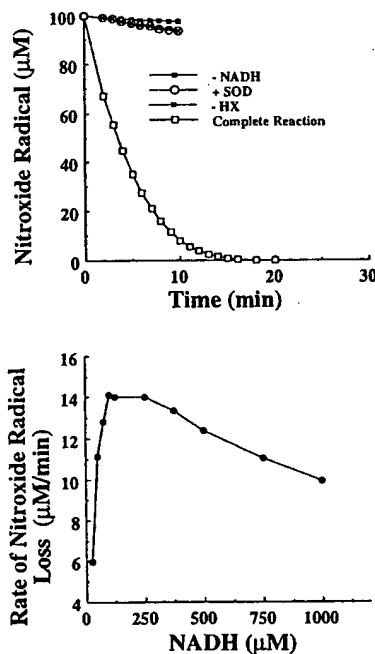 Nitroxide Radical (μM)
100
80
60
40
20
0
- NADH
+ SOD
- HX
Complete Reaction
0
10
20
30
Time (min)
Rate of Nitroxide Radical
Loss (μM/min)
16
14
12
10
8
6
4
0
250
500
750
1000
NADH (μM)